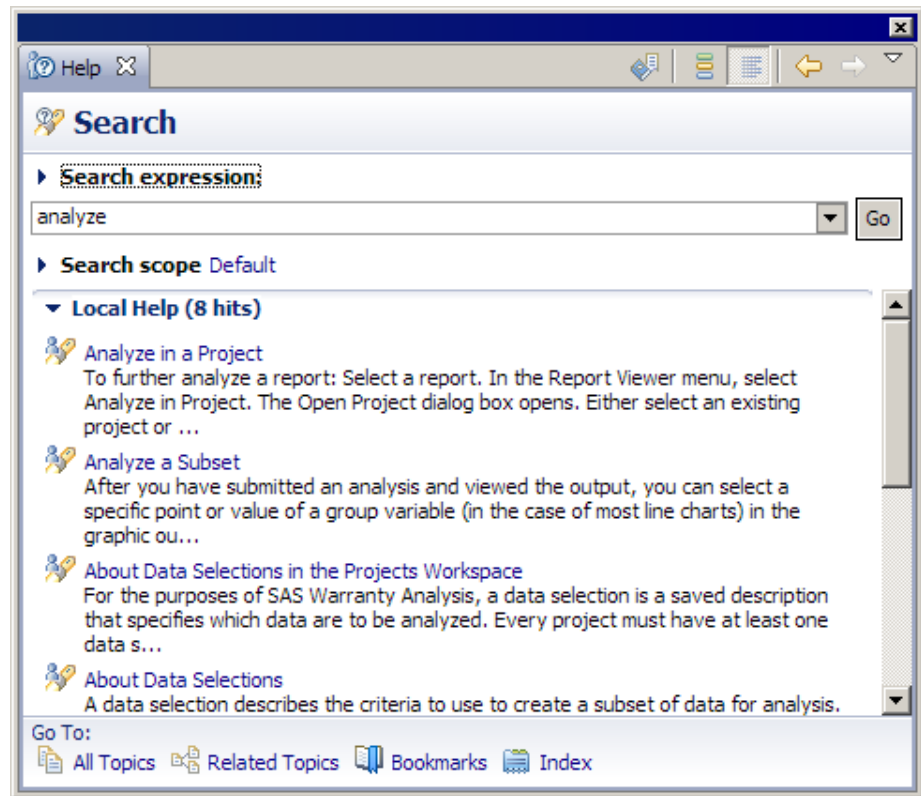 Help
Search
Search expression:
analyze
Go
Search scope Default
Local Help (8 hits)
Analyze in a Project
To further analyze a report: Select a report. In the Report Viewer menu, select
Analyze in Project. The Open Project dialog box opens. Either select an existing
project or ...
Analyze a Subset
After you have submitted an analysis and viewed the output, you can select a
specific point or value of a group variable (in the case of most line charts) in the
graphic ou...
About Data Selections in the Projects Workspace
For the purposes of SAS Warranty Analysis, a data selection is a saved description
that specifies which data are to be analyzed. Every project must have at least one
data s...
About Data Selections
A data selection describes the criteria to use to create a subset of data for analysis.
Go To:
All Topics Related Topics Bookmarks Index